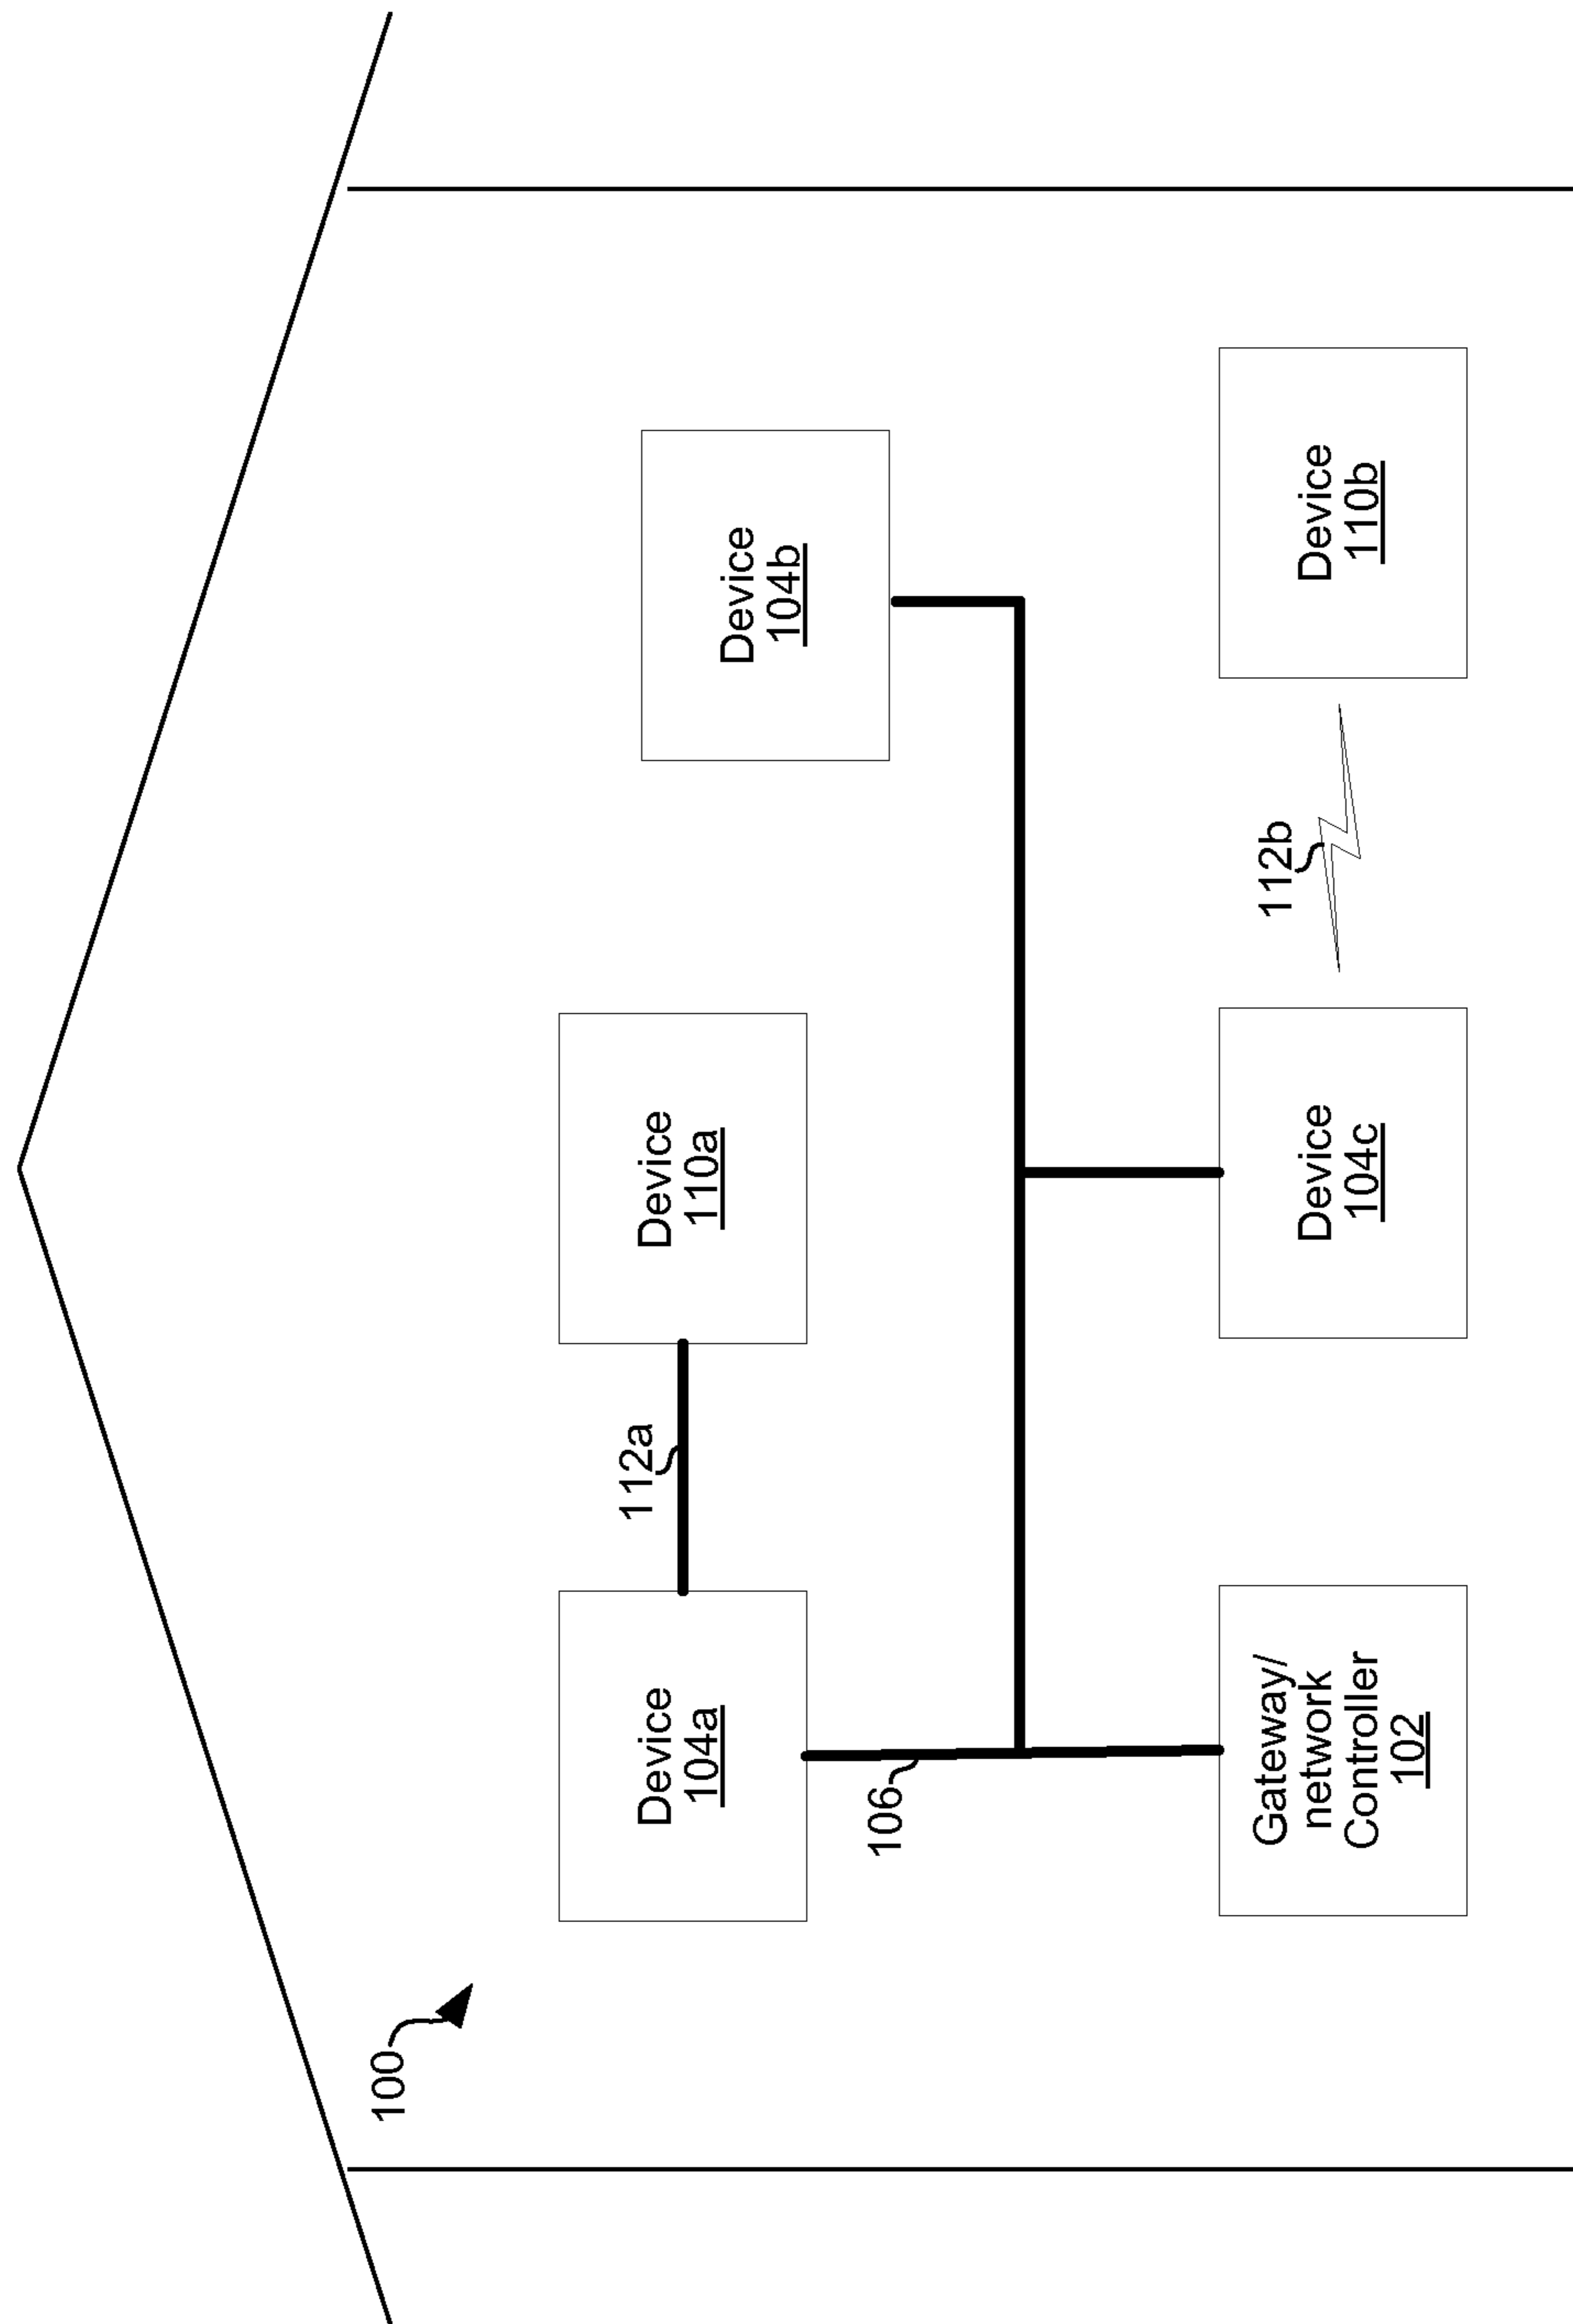 100
Device
104a
112a
Device
110a
Device
104b
106
Gateway/
network
Controller
102
Device
104c
112b
Device
110b